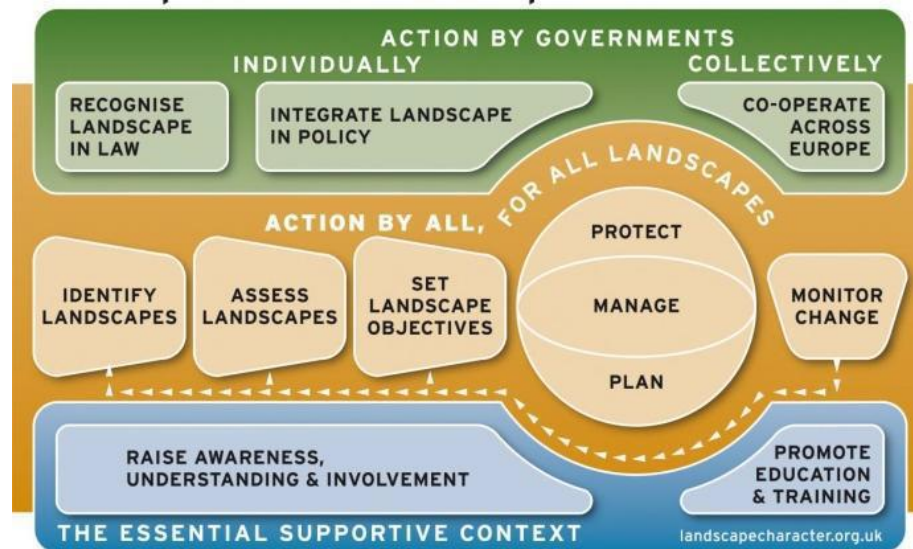 ACTION BY GOVERNMENTS
INDIVIDUALLY
COLLECTIVELY
RECOGNISE
LANDSCAPE
IN LAW
INTEGRATE LANDSCAPE
IN POLICY
CO-OPERATE
ACROSS
EUROPE
ACTION BY ALL, FOR ALL LANDSCAPES
IDENTIFY
LANDSCAPES
ASSESS
LANDSCAPES
SET
LANDSCAPE
OBJECTIVES
PROTECT
MANAGE
PLAN
MONITOR
CHANGE
RAISE AWARENESS,
UNDERSTANDING & INVOLVEMENT
PROMOTE
EDUCATION
& TRAINING
THE ESSENTIAL SUPPORTIVE CONTEXT
landscapecharacter.org.uk